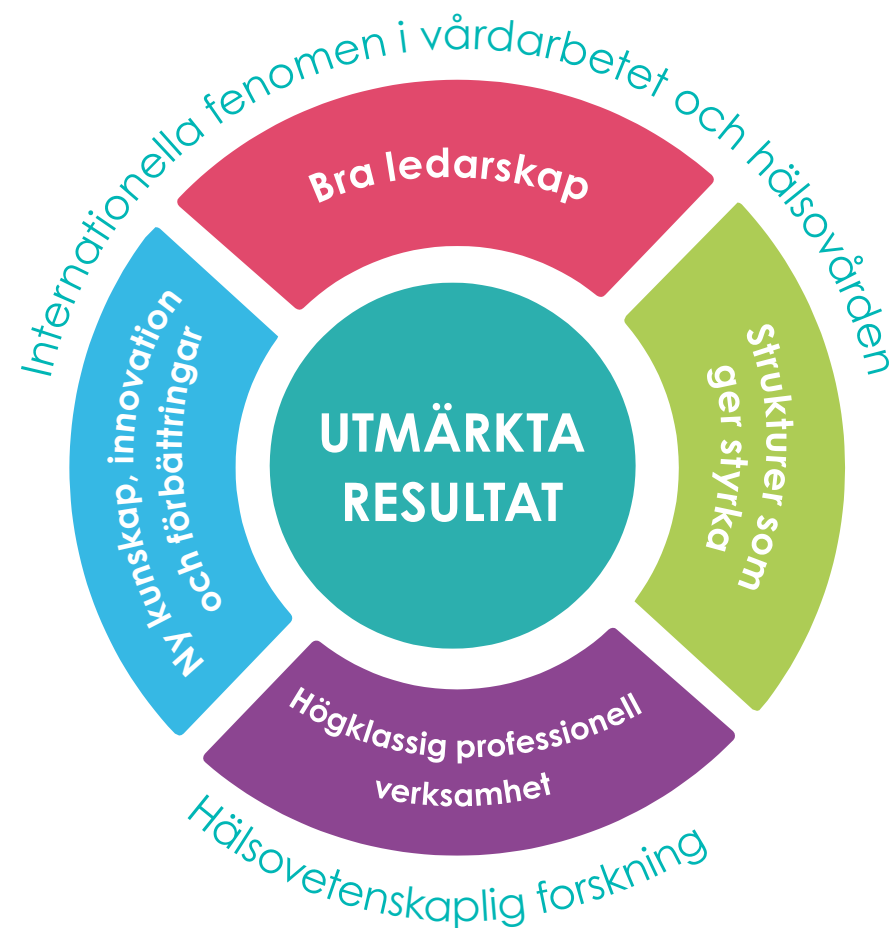 Internationella fenomen i vårdarbetet och hälsovården
Bra ledarskap
Strukturer som
ger styrka
UTMÄRKTA
RESULTAT
Ny kunskap, innovation
och förbättringar
Högklassig professionell
verksamhet
Hälsovetenskaplig forskning